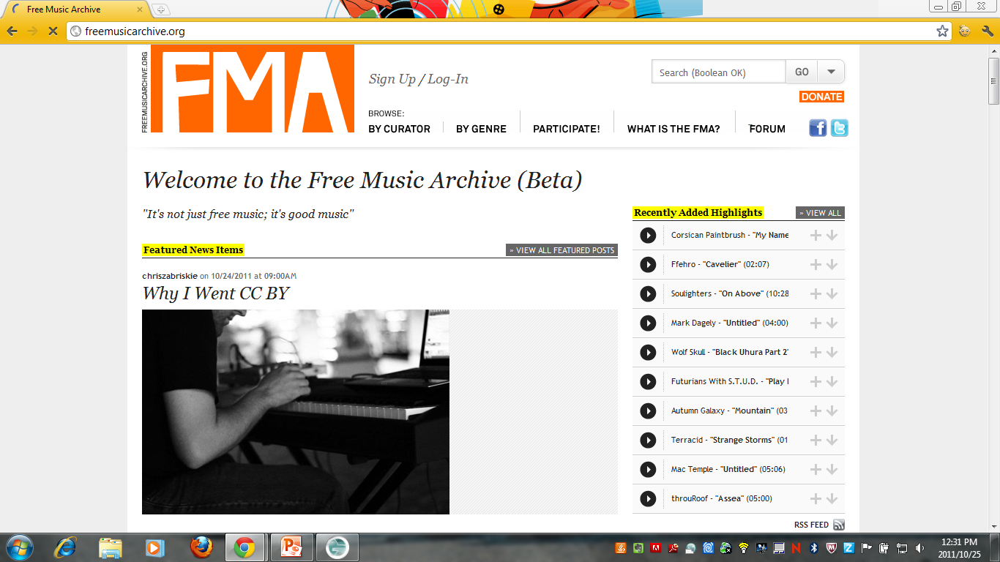 Free Music Archive
freemusicarchive.org
FREEMUSICARCHIVE.ORG
FMA
Sign Up / Log-In
Search (Boolean OK)
GO
DONATE
BROWSE:
BY CURATOR
BY GENRE
PARTICIPATE!
WHAT IS THE FMA?
FORUM
Welcome to the Free Music Archive (Beta)
"It's not just free music; it's good music"
Featured News Items
» VIEW ALL FEATURED POSTS
chriszabriskie on 10/24/2011 at 09:00AM
Why I Went CC BY
Recently Added Highlights
» VIEW ALL
Corsican Paintbrush - "My Name
Ffehro - "Cavelier" (02:07)
Soulighters - "On Above" (10:28
Mark Dagely - "Untitled" (04:00)
Wolf Skull - "Black Uhura Part 2"
Futurians With S.T.U.D. - "Play
Autumn Galaxy - "Mountain" (03
Terracid - "Strange Storms" (01
Mac Temple - "Untitled" (05:06)
throuRoof - "Assea" (05:00)
RSS FEED
12:31 PM
2011/10/25